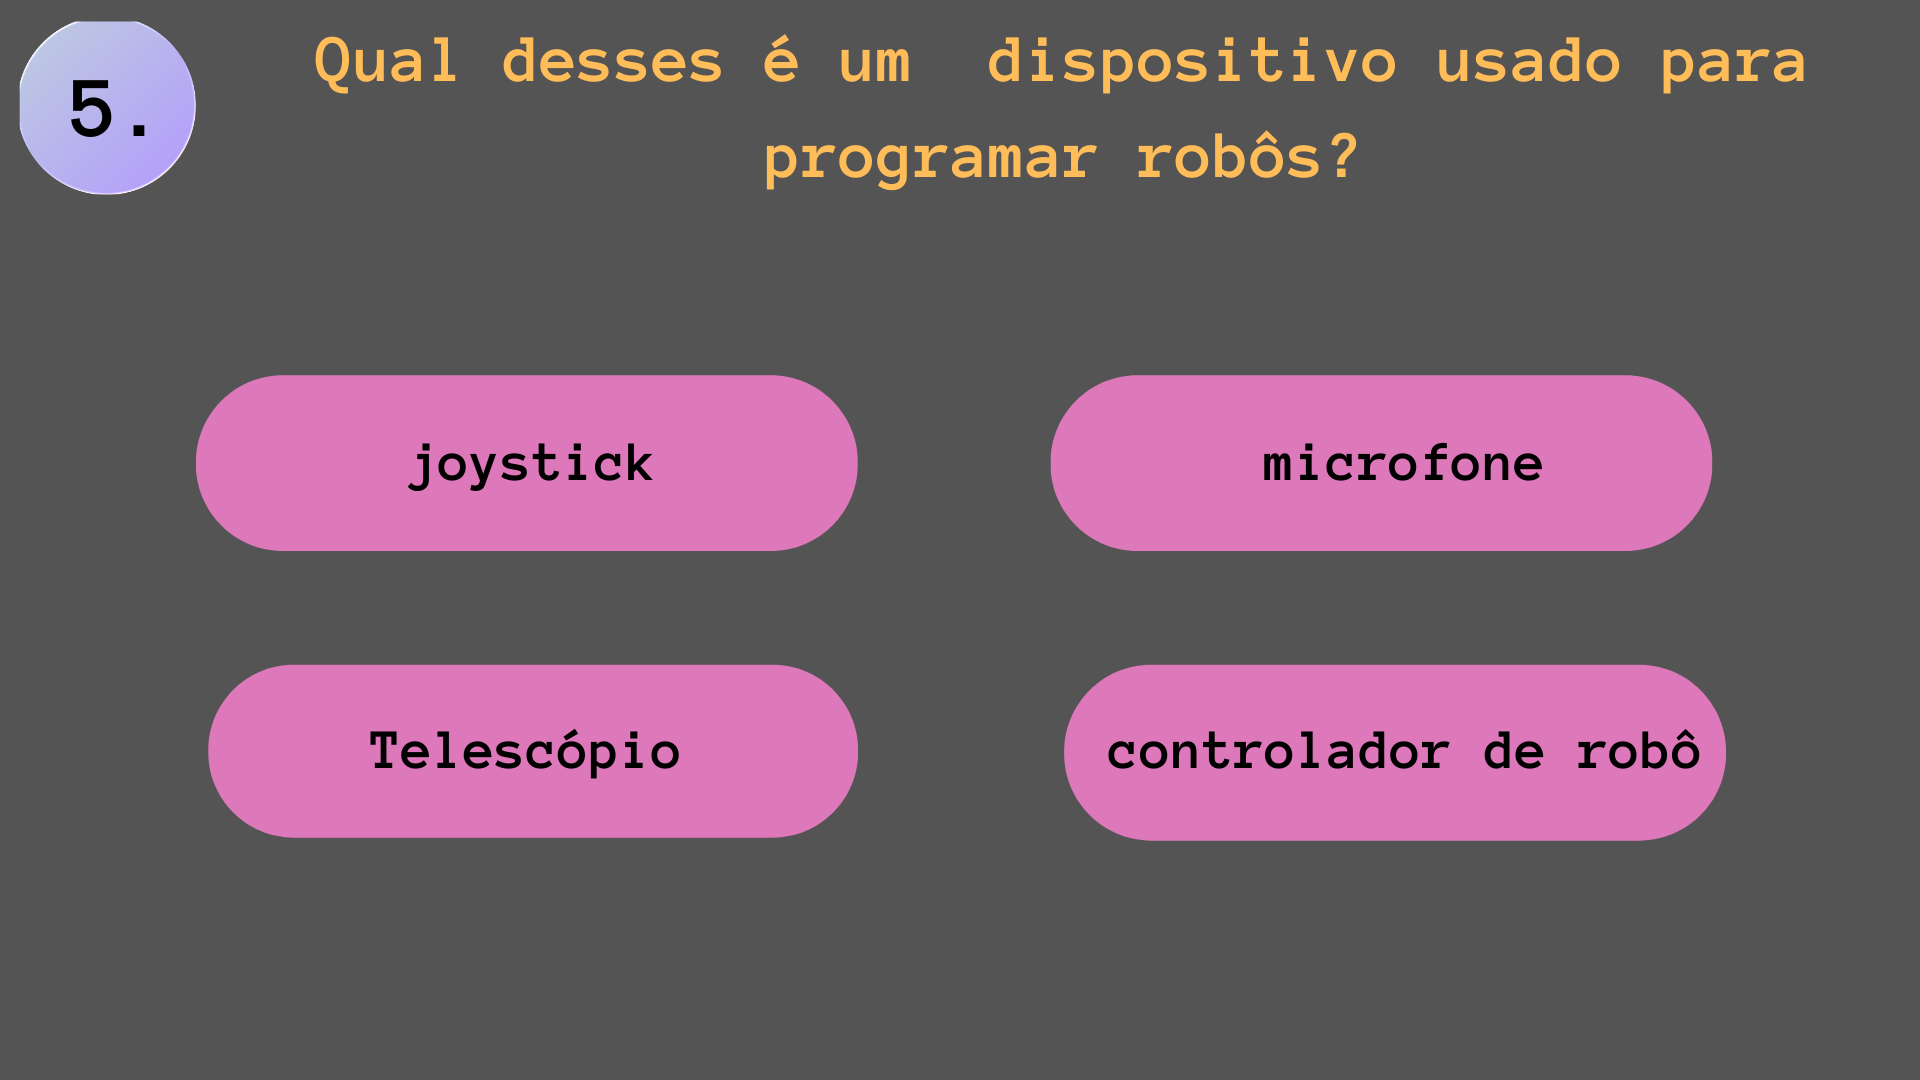 5.
Qual desses é um  dispositivo usado para
programar robôs?
joystick
microfone
Telescópio
controlador de robô